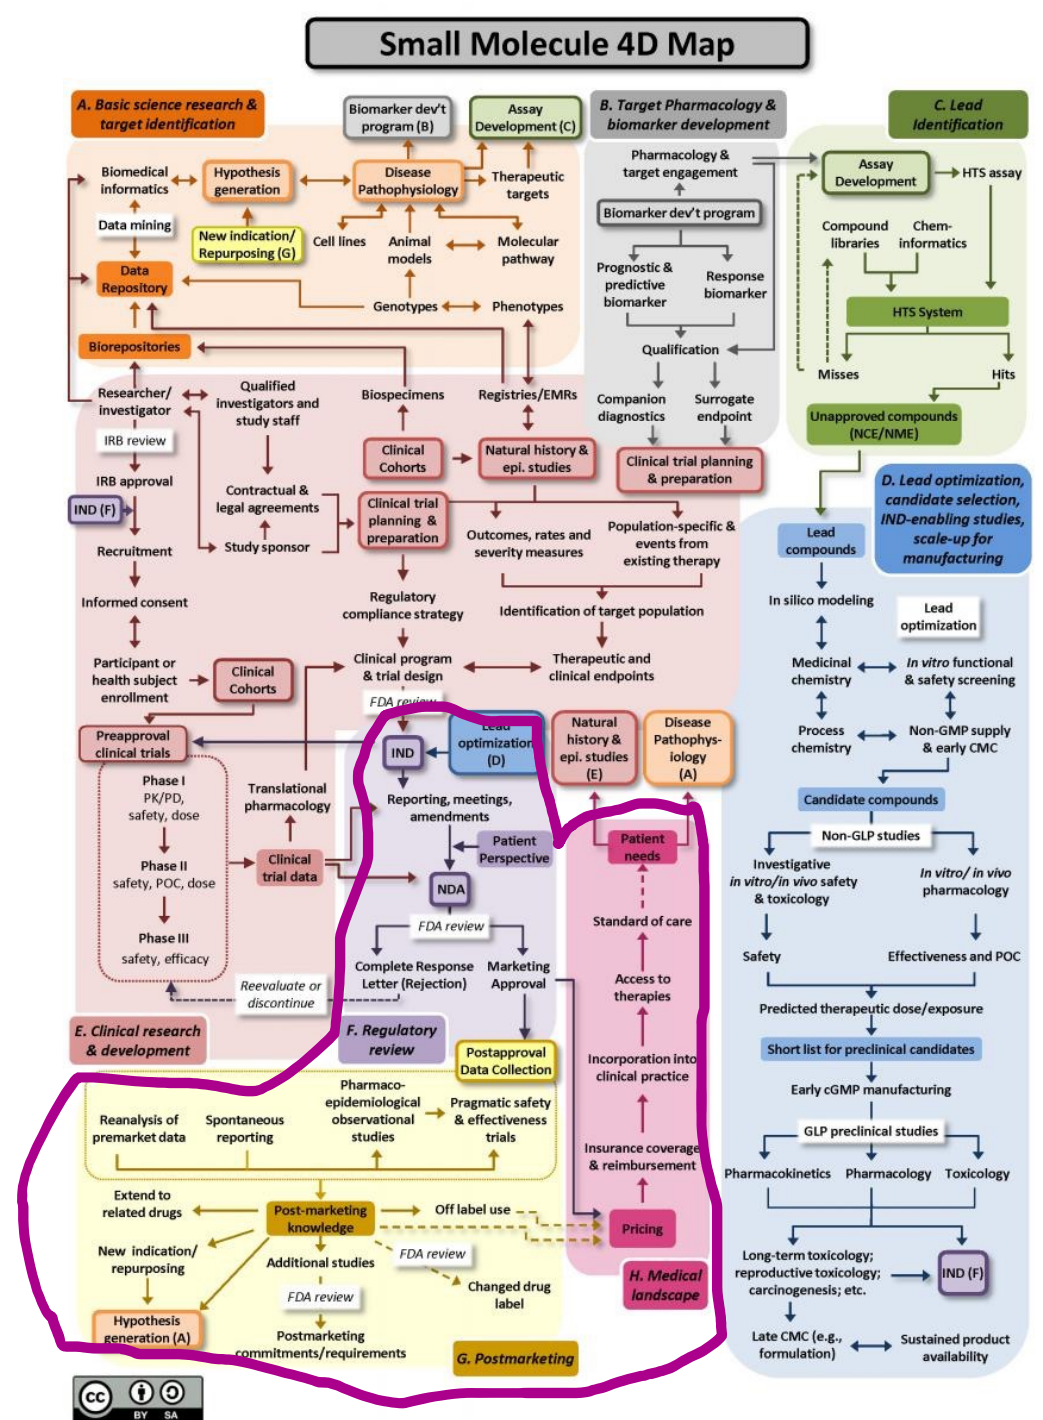 Small Molecule 4D Map
A. Basic science research &
target identification
Biomarker dev't
program (B)
Assay
Development (C)
Biomedical
informatics
Hypothesis
generation
Disease
Pathophysiology
Therapeutic
targets
Data mining
New indication/
Repurposing (G)
Cell lines
Animal
models
Molecular
pathway
Data
Repository
Genotypes
Phenotypes
Biorepositories
B. Target Pharmacology &
biomarker development
Pharmacology &
target engagement
Biomarker dev't program
Prognostic &
predictive
biomarker
Response
biomarker
Qualification
Companion
diagnostics
Surrogate
endpoint
Clinical trial planning
& preparation
C. Lead
Identification
Assay
Development
HTS assay
Compound
libraries
Chem-
informatics
HTS System
Misses
Hits
Unapproved compounds
(NCE/NME)
D. Lead optimization,
candidate selection,
IND-enabling studies,
scale-up for
manufacturing
Lead
compounds
In silico modeling
Lead
optimization
Medicinal
chemistry
In vitro functional
& safety screening
Process
chemistry
Non-GMP supply
& early CMC
Candidate compounds
Non-GLP studies
Investigative
in vitro/in vivo safety
& toxicology
In vitro/ in vivo
pharmacology
Safety
Effectiveness and POC
Predicted therapeutic dose/exposure
Short list for preclinical candidates
Early cGMP manufacturing
GLP preclinical studies
Pharmacokinetics
Pharmacology
Toxicology
Long-term toxicology;
reproductive toxicology;
carcinogenesis; etc.
IND (F)
Late CMC (e.g.,
formulation)
Sustained product
availability
Researcher/
investigator
Qualified
investigators and
study staff
Biospecimens
Registries/EMRs
IRB review
Clinical
Cohorts
Natural history &
epi. studies
IRB approval
IND (F)
Contractual &
legal agreements
Clinical trial
planning &
preparation
Study sponsor
Outcomes, rates and
severity measures
Population-specific &
events from
existing therapy
Recruitment
Informed consent
Regulatory
compliance strategy
Identification of target population
Participant or
health subject
enrollment
Clinical
Cohorts
Clinical program
& trial design
Therapeutic and
clinical endpoints
FDA review
Preapproval
clinical trials
Phase I
PK/PD,
safety, dose
Phase II
safety, POC, dose
Phase III
safety, efficacy
Translational
pharmacology
Clinical
trial data
Reevaluate or
discontinue
E. Clinical research
& development
IND
Lead
optimization
(D)
Natural
history &
epi. studies
(E)
Disease
Pathophys-
iology
(A)
Reporting, meetings,
amendments
Patient
Perspective
NDA
FDA review
Complete Response
Letter (Rejection)
Marketing
Approval
F. Regulatory
review
Patient
needs
Standard of care
Access to
therapies
Incorporation into
clinical practice
Insurance coverage
& reimbursement
Pricing
H. Medical
landscape
Postapproval
Data Collection
Reanalysis of
premarket data
Spontaneous
reporting
Pharmaco-
epidemiological
observational
studies
Pragmatic safety
& effectiveness
trials
Extend to
related drugs
Post-marketing
knowledge
Off label use
New indication/
repurposing
Additional studies
FDA review
Changed drug
label
FDA review
Hypothesis
generation (A)
Postmarketing
commitments/requirements
G. Postmarketing
cc
BY SA